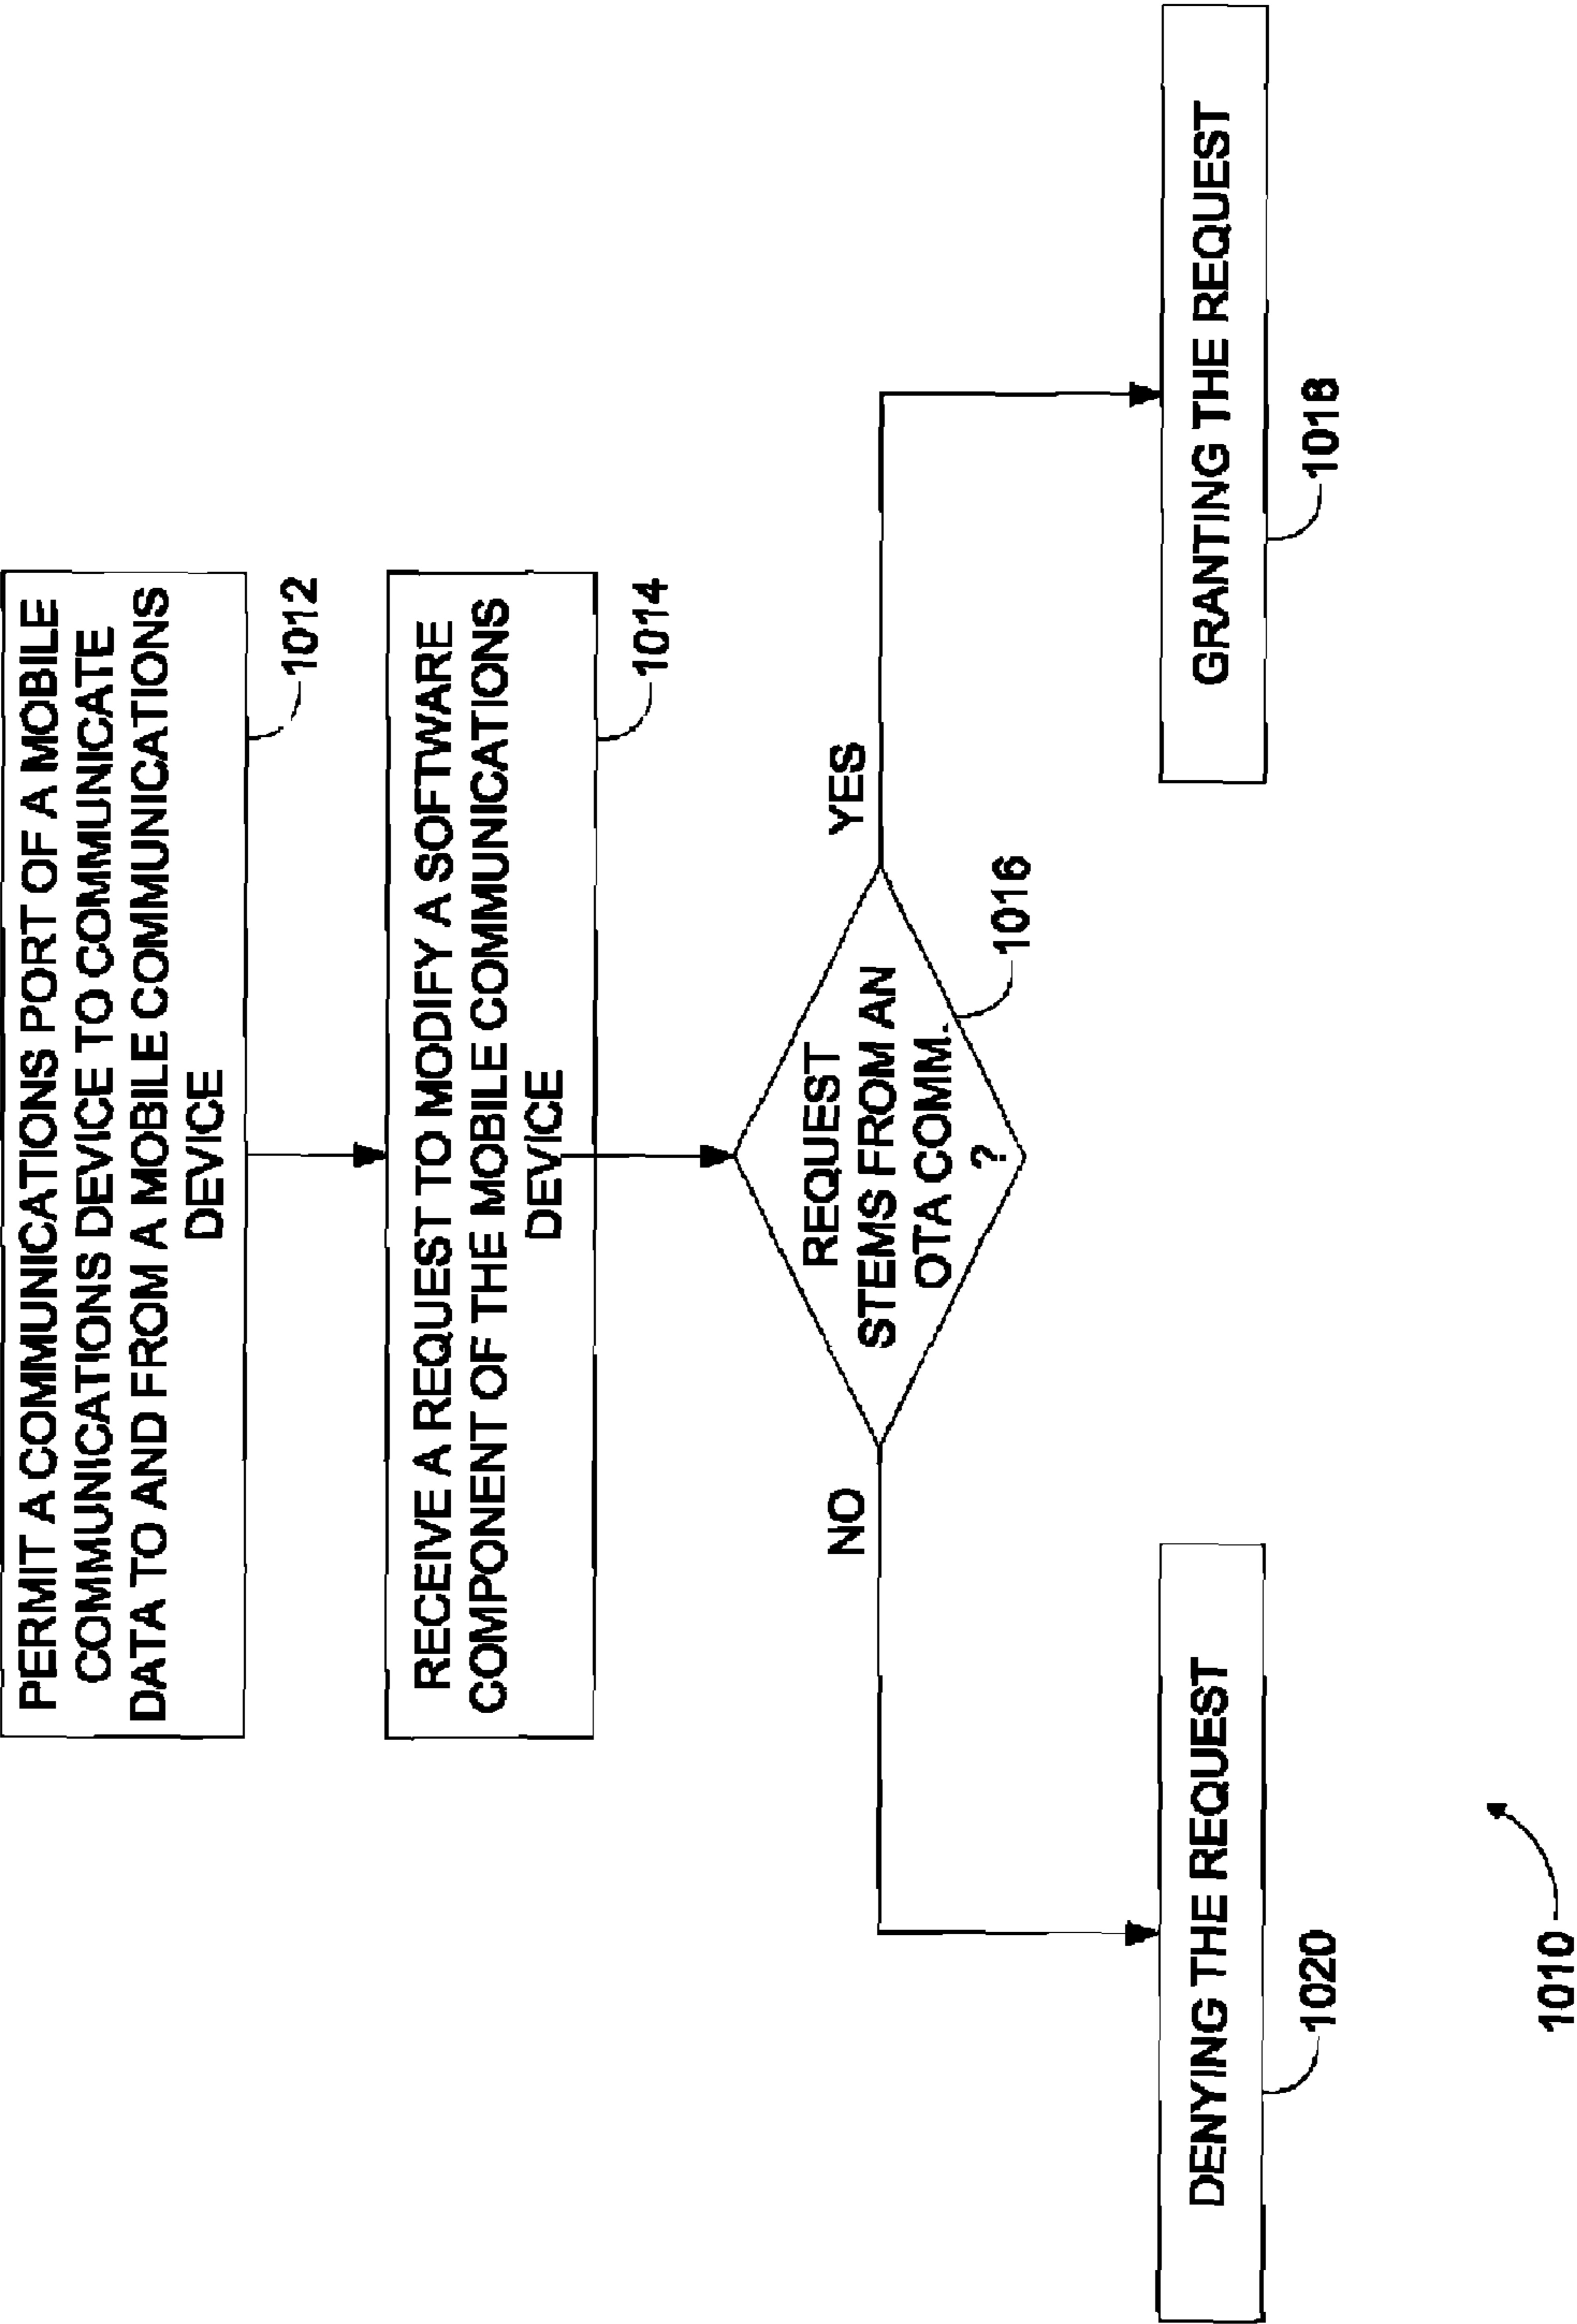 PERMIT A COMMUNICATIONS PORT OF A MOBILE
COMMUNICATIONS DEVICE TO COMMUNICATE
DATA TO AND FROM A MOBILE COMMUNICATIONS
DEVICE
1012
RECEIVE A REQUEST TO MODIFY A SOFTWARE
COMPONENT OF THE MOBILE COMMUNICATIONS
DEVICE
1014
REQUEST
STEMS FROM AN
OTA COMM.
?
1016
NO
YES
DENYING THE REQUEST
1020
GRANTING THE REQUEST
1018
1010